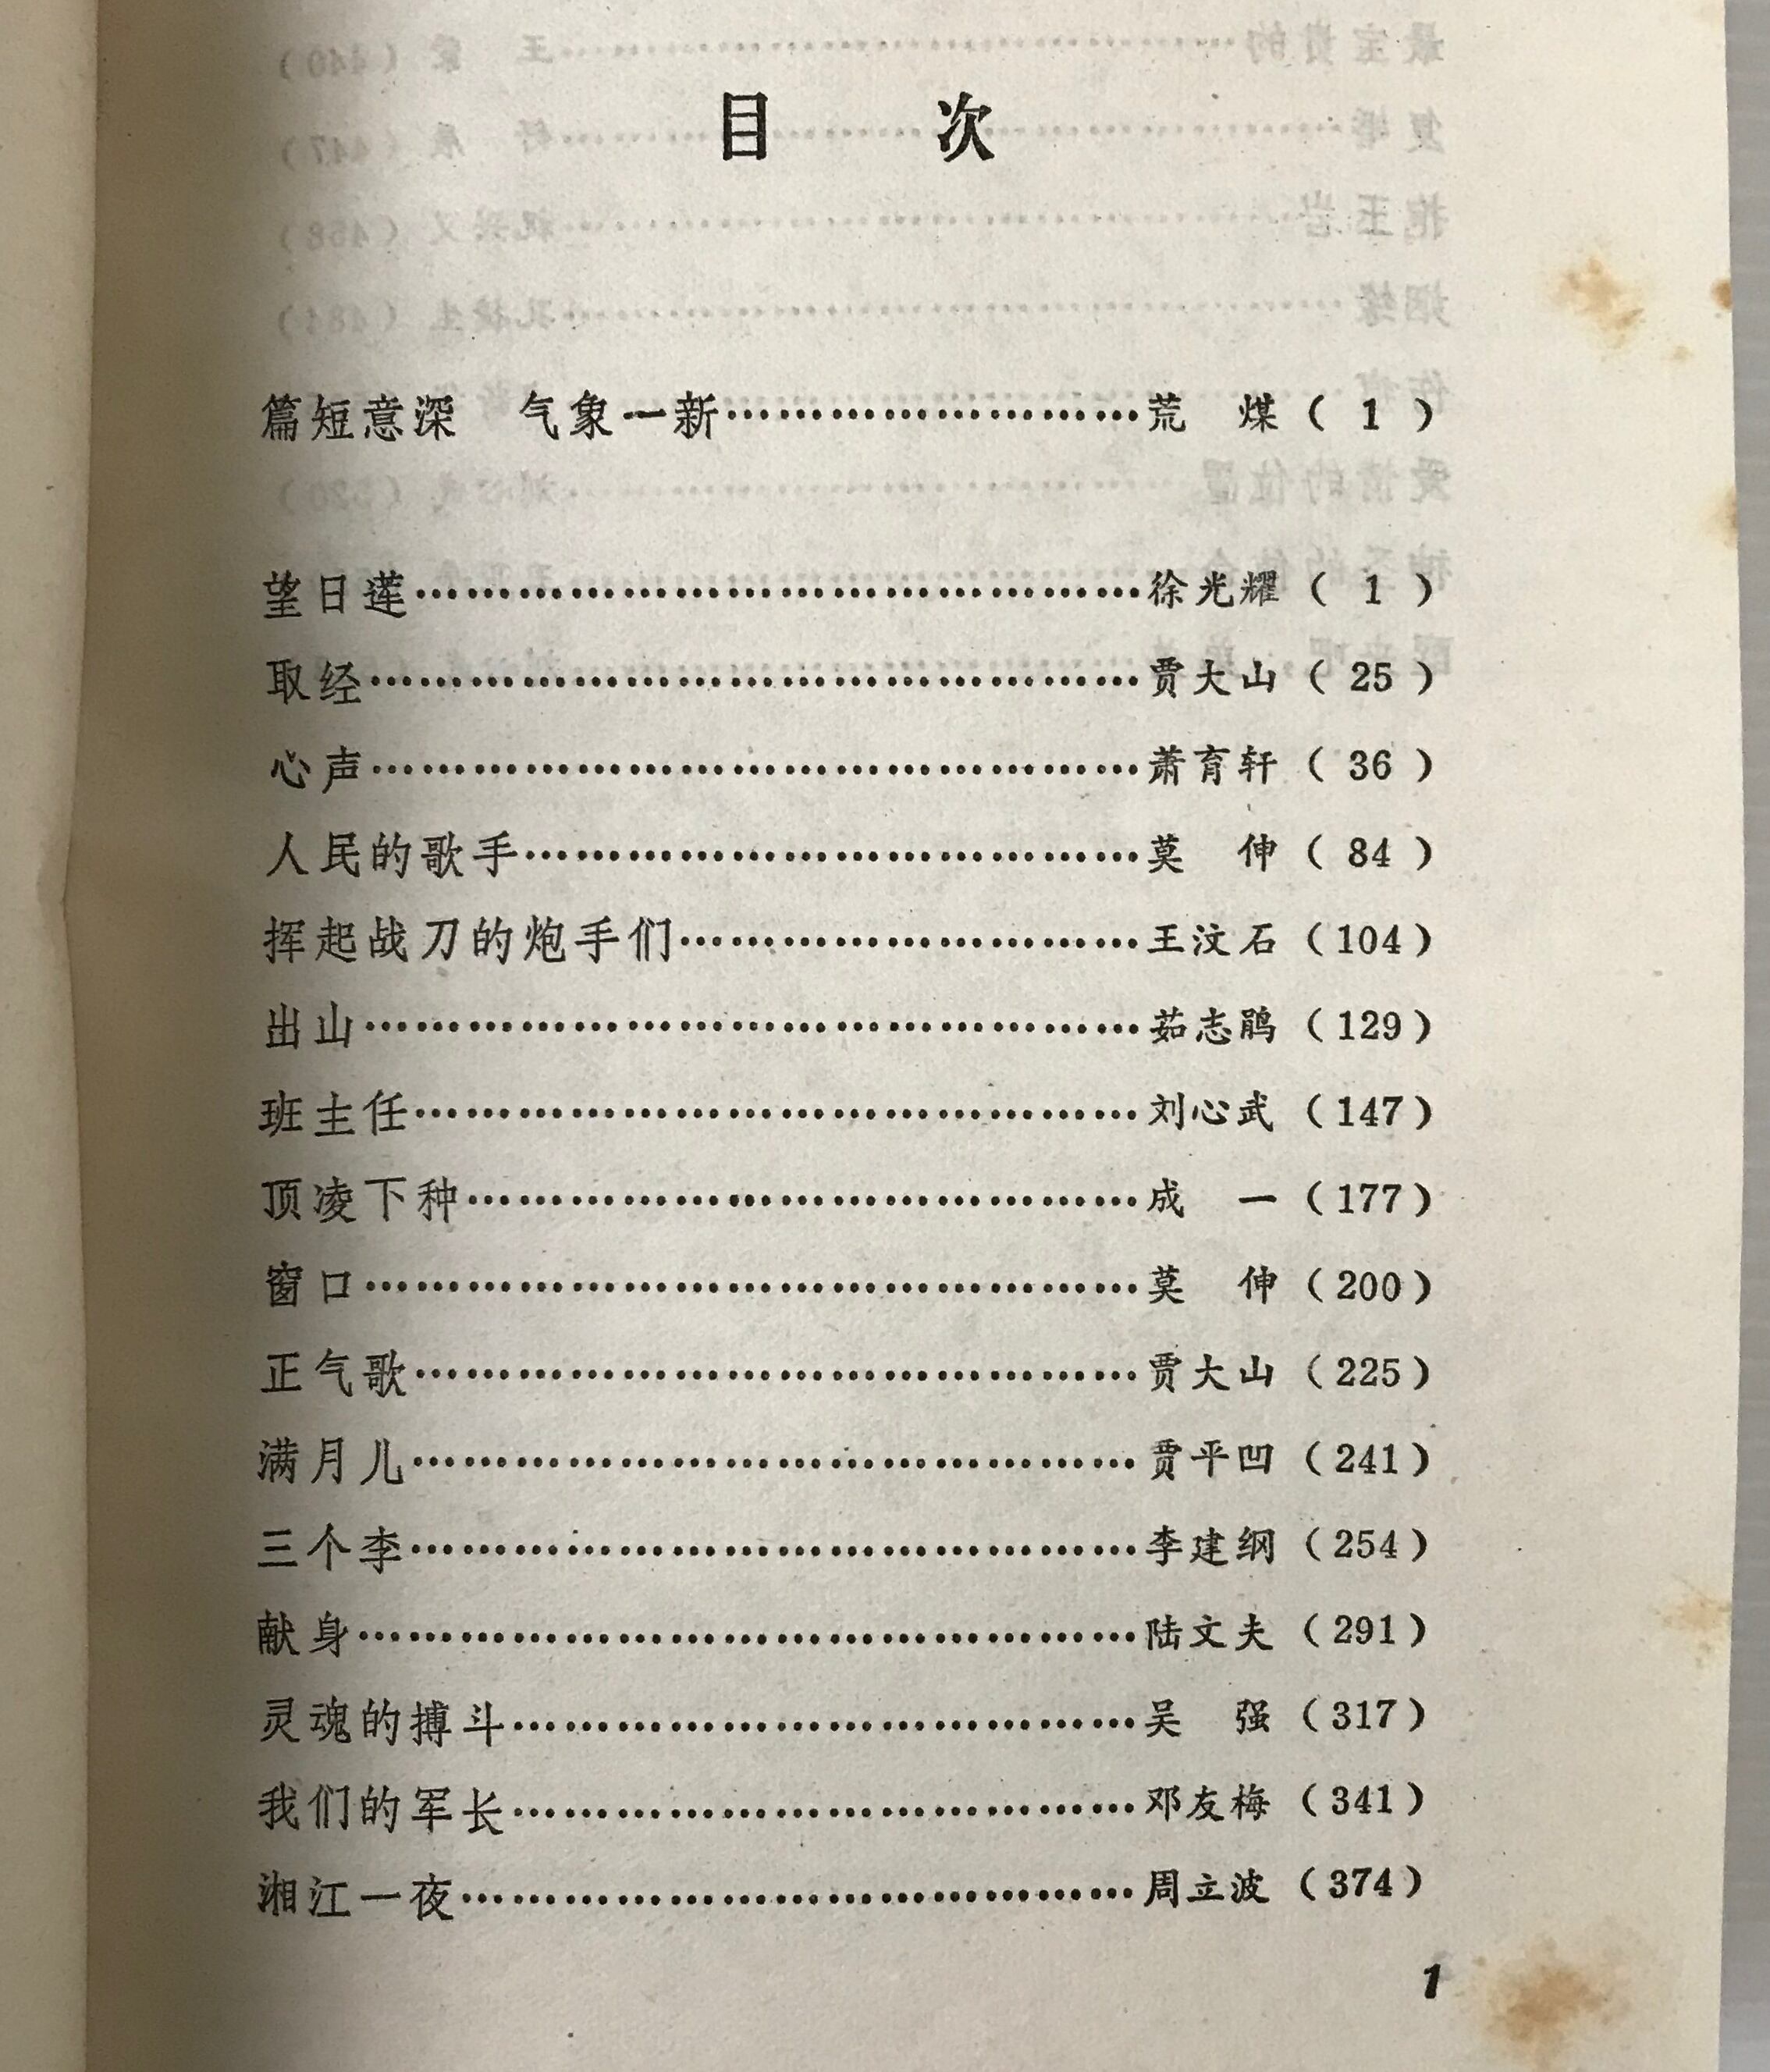 目　次
篇短意深　气象一新……………………荒　煤（ 1 ）
望日莲……………………………………徐光耀（ 1 ）
取经………………………………………贾大山（ 25 ）
心声………………………………………萧育轩（ 36 ）
人民的歌手………………………………莫　伸（ 84 ）
挥起战刀的炮手们………………………王汶石（104）
出山………………………………………茹志鹃（129）
班主任……………………………………刘心武（147）
顶凌下种…………………………………成　一（177）
窗口………………………………………莫　伸（200）
正气歌……………………………………贾大山（225）
满月儿……………………………………贾平凹（241）
三个李……………………………………李建纲（254）
献身………………………………………陆文夫（291）
灵魂的搏斗………………………………吴　强（317）
我们的军长………………………………邓友梅（341）
湘江一夜…………………………………周立波（374）
1